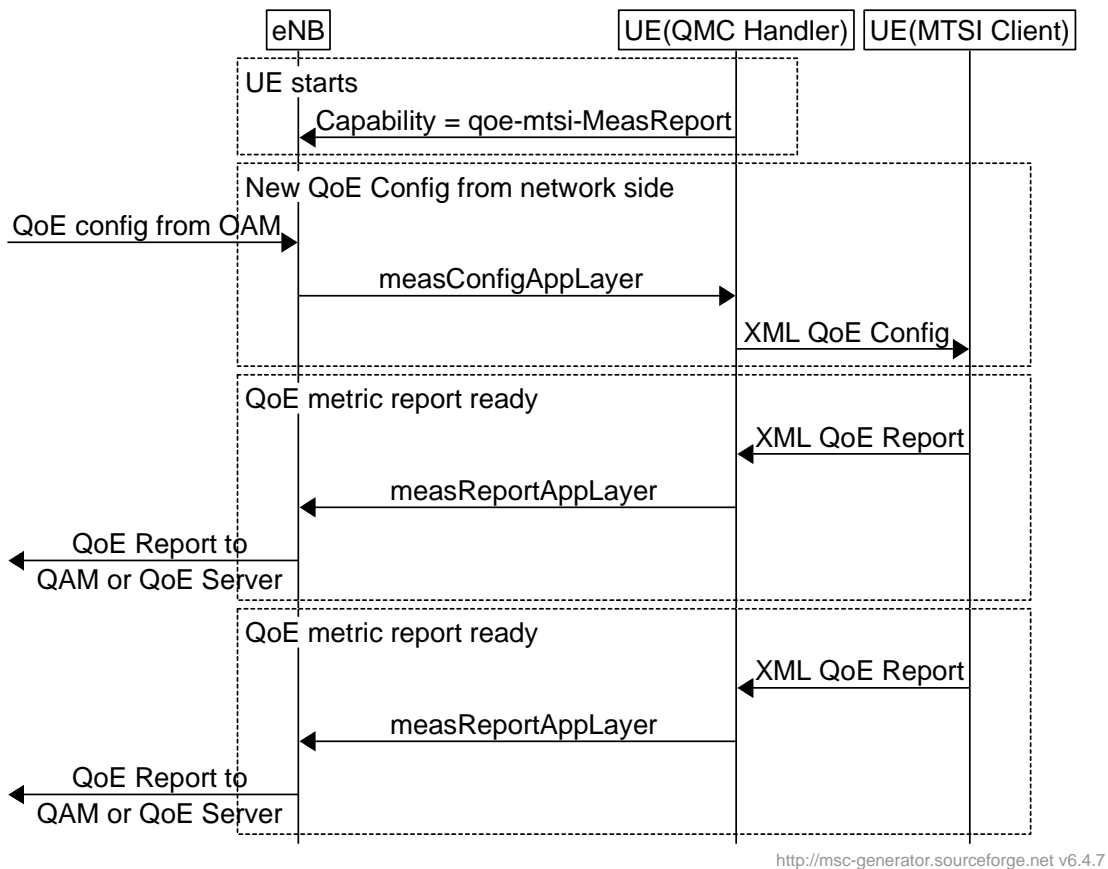 eNB
UE(QMC Handler)
UE(MTSI Client)
UE starts
Capability = qoe-mtsi-MeasReport
New QoE Config from network side
QoE config from OAM
measConfigAppLayer
XML QoE Config
QoE metric report ready
XML QoE Report
measReportAppLayer
QoE Report to
QAM or QoE Server
QoE metric report ready
XML QoE Report
measReportAppLayer
QoE Report to
QAM or QoE Server
http://msc-generator.sourceforge.net v6.4.7